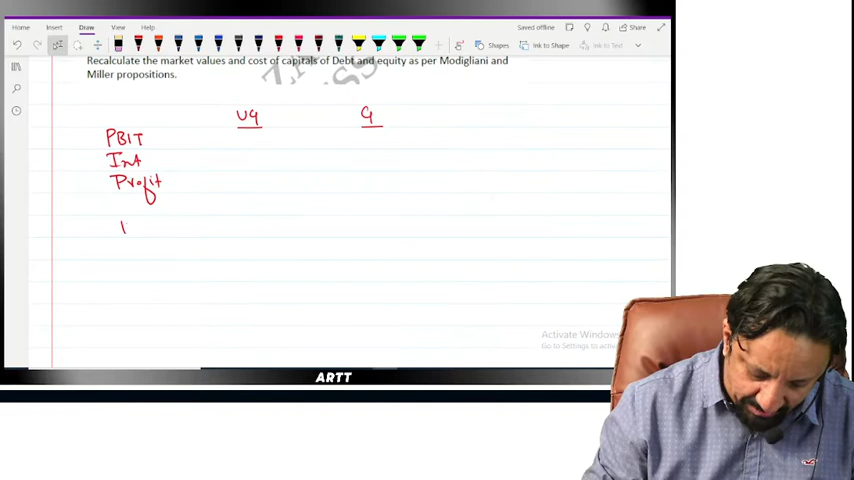 Home Insert Draw View Help Saved offline Share
Shapes Ink to Shape Ink to Text
Recalculate the market values and cost of capitals of Debt and equity as per Modigliani and
Miller propositions.
UG G
PBIT
Int
Profit
Activate Windows
Go to Settings to activ
ARTT